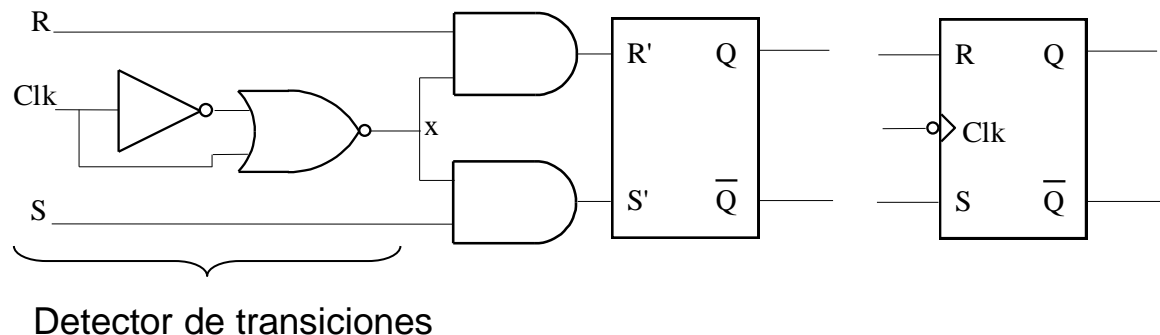 R
R' Q
R Q
Clk
x
Clk
S
S' Q̅
S Q̅
Detector de transiciones